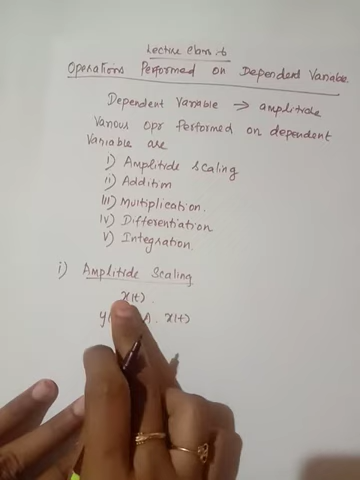 Lecture Class - 6
Operations Performed on Dependent Variable
Dependent Variable → amplitude
Various opr Performed on dependent
Variable are
i) Amplitude Scaling
ii) Addition
iii) Multiplication.
iv) Differentiation
v) Integration
i) Amplitude Scaling
x(t).
y( A. x(t)